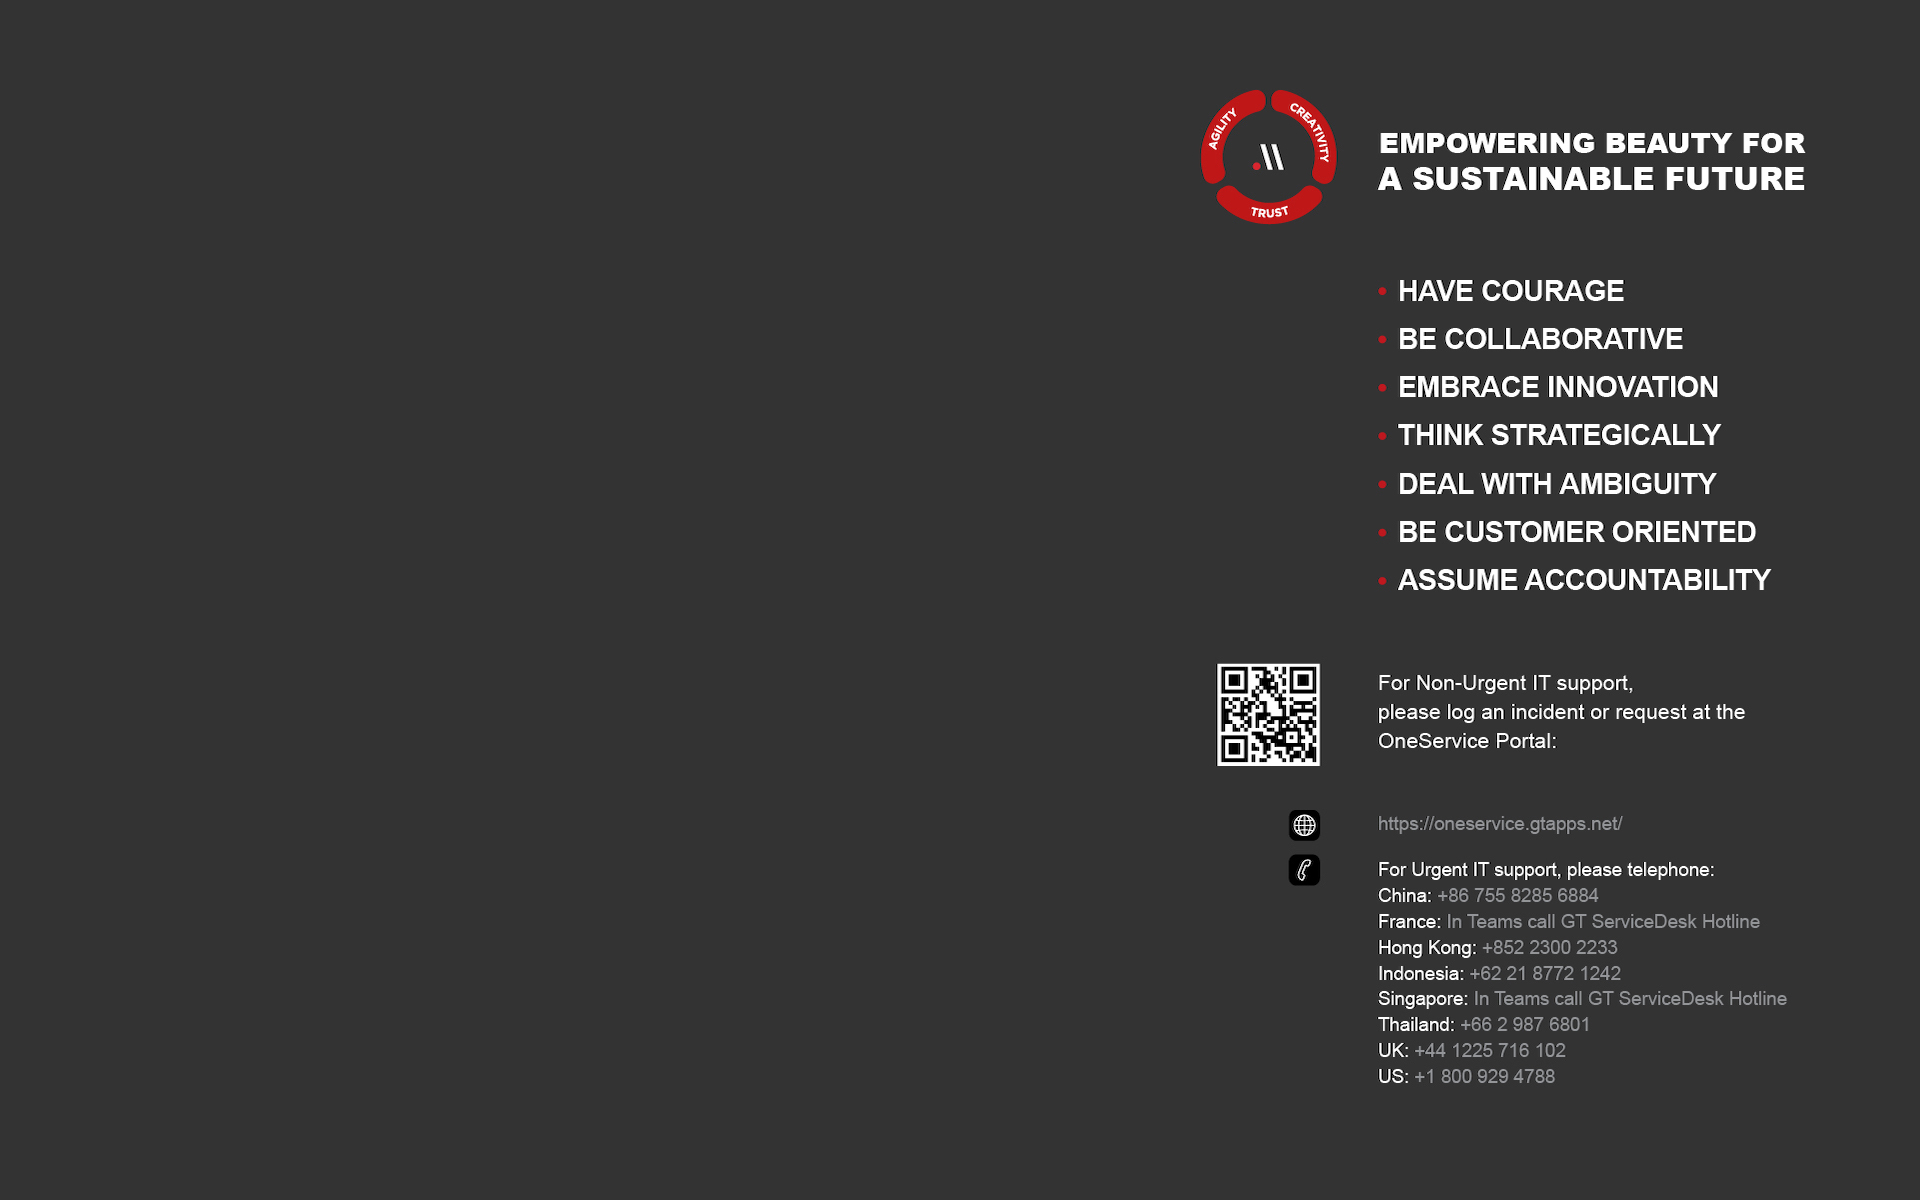 AGILITY
CREATIVITY
TRUST
EMPOWERING BEAUTY FOR
A SUSTAINABLE FUTURE
• HAVE COURAGE
• BE COLLABORATIVE
• EMBRACE INNOVATION
• THINK STRATEGICALLY
• DEAL WITH AMBIGUITY
• BE CUSTOMER ORIENTED
• ASSUME ACCOUNTABILITY
For Non-Urgent IT support,
please log an incident or request at the
OneService Portal:
https://oneservice.gtapps.net/
For Urgent IT support, please telephone:
China: +86 755 8285 6884
France: In Teams call GT ServiceDesk Hotline
Hong Kong: +852 2300 2233
Indonesia: +62 21 8772 1242
Singapore: In Teams call GT ServiceDesk Hotline
Thailand: +66 2 987 6801
UK: +44 1225 716 102
US: +1 800 929 4788